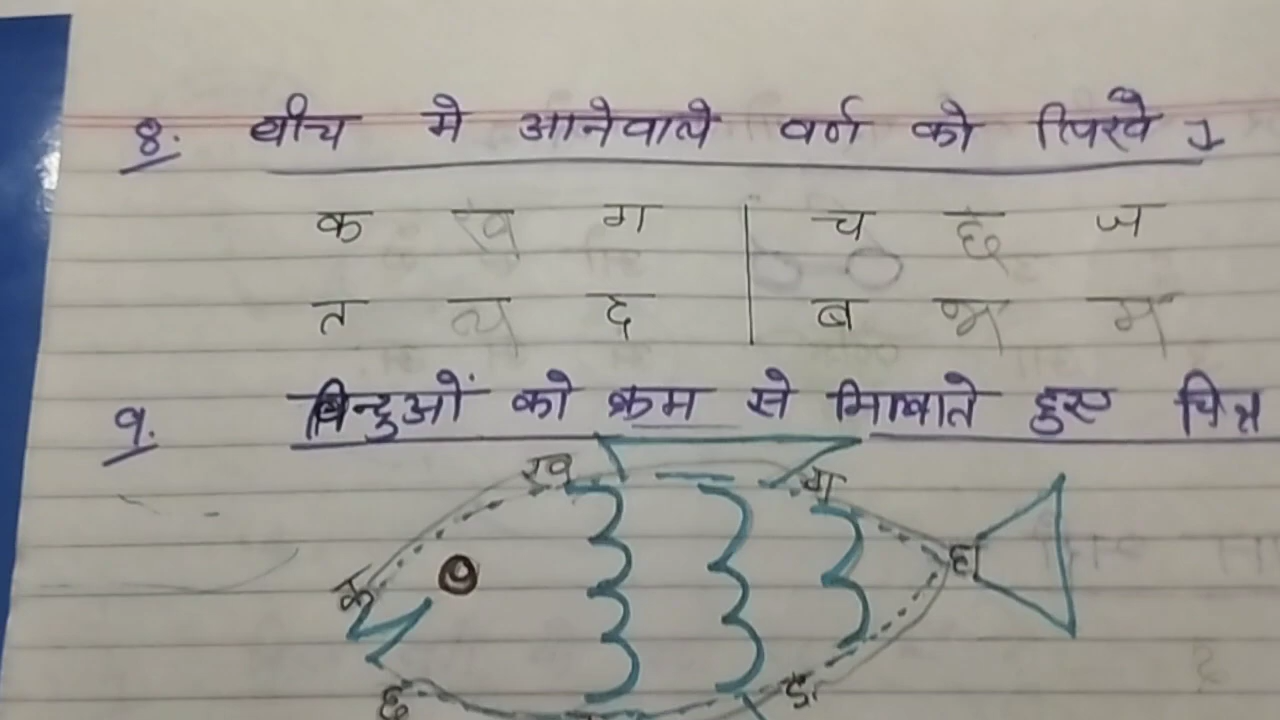 8. बीच मे आनेवाले वर्ण को लिखे ।
क ख ग | च छ ज
त थ द | ब भ म
9. बिन्दुओं को क्रम से मिलाते हुए चित्र
ख ग
क घ
छ ड.